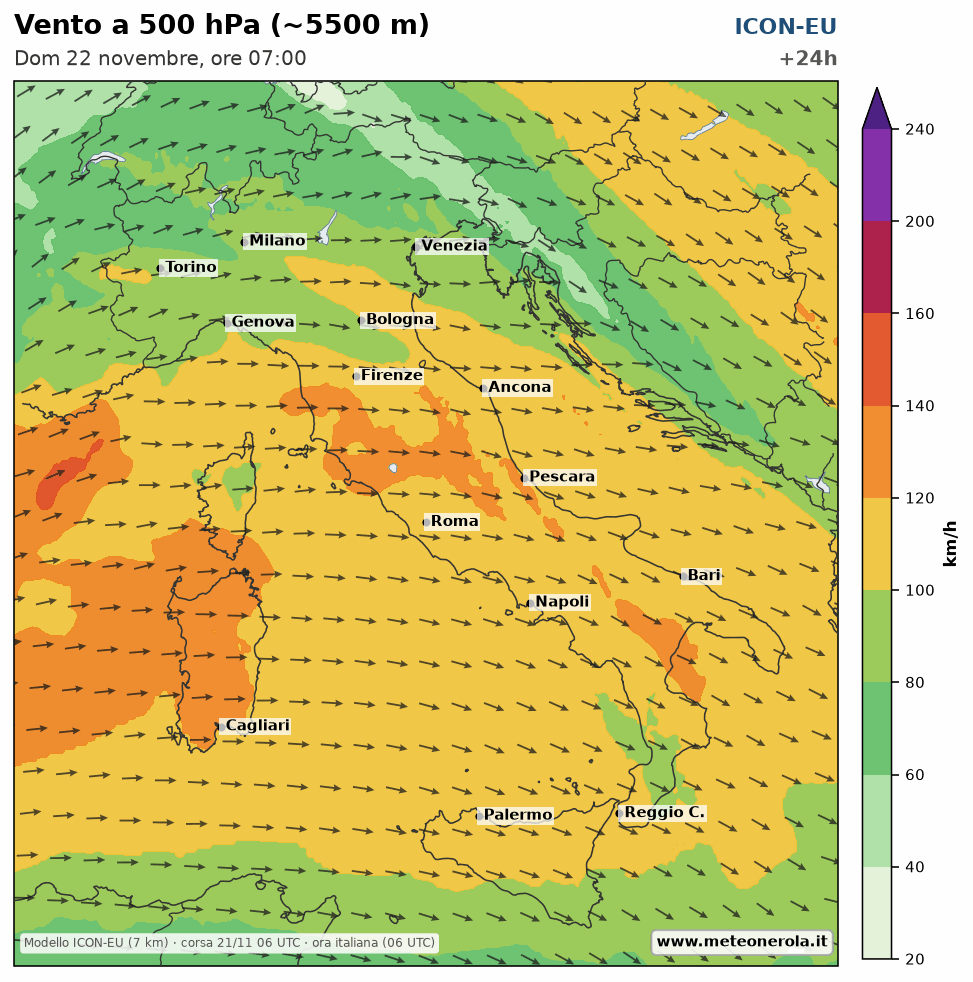 Vento a 500 hPa (~5500 m)
ICON-EU
Dom 22 novembre, ore 07:00
+24h
Milano
Venezia
Torino
Genova
Bologna
Firenze
Ancona
Pescara
Roma
Bari
Napoli
Cagliari
Palermo
Reggio C.
240
200
160
140
120
100
80
60
40
20
km/h
Modello ICON-EU (7 km) · corsa 21/11 06 UTC · ora italiana (06 UTC)
www.meteonerola.it